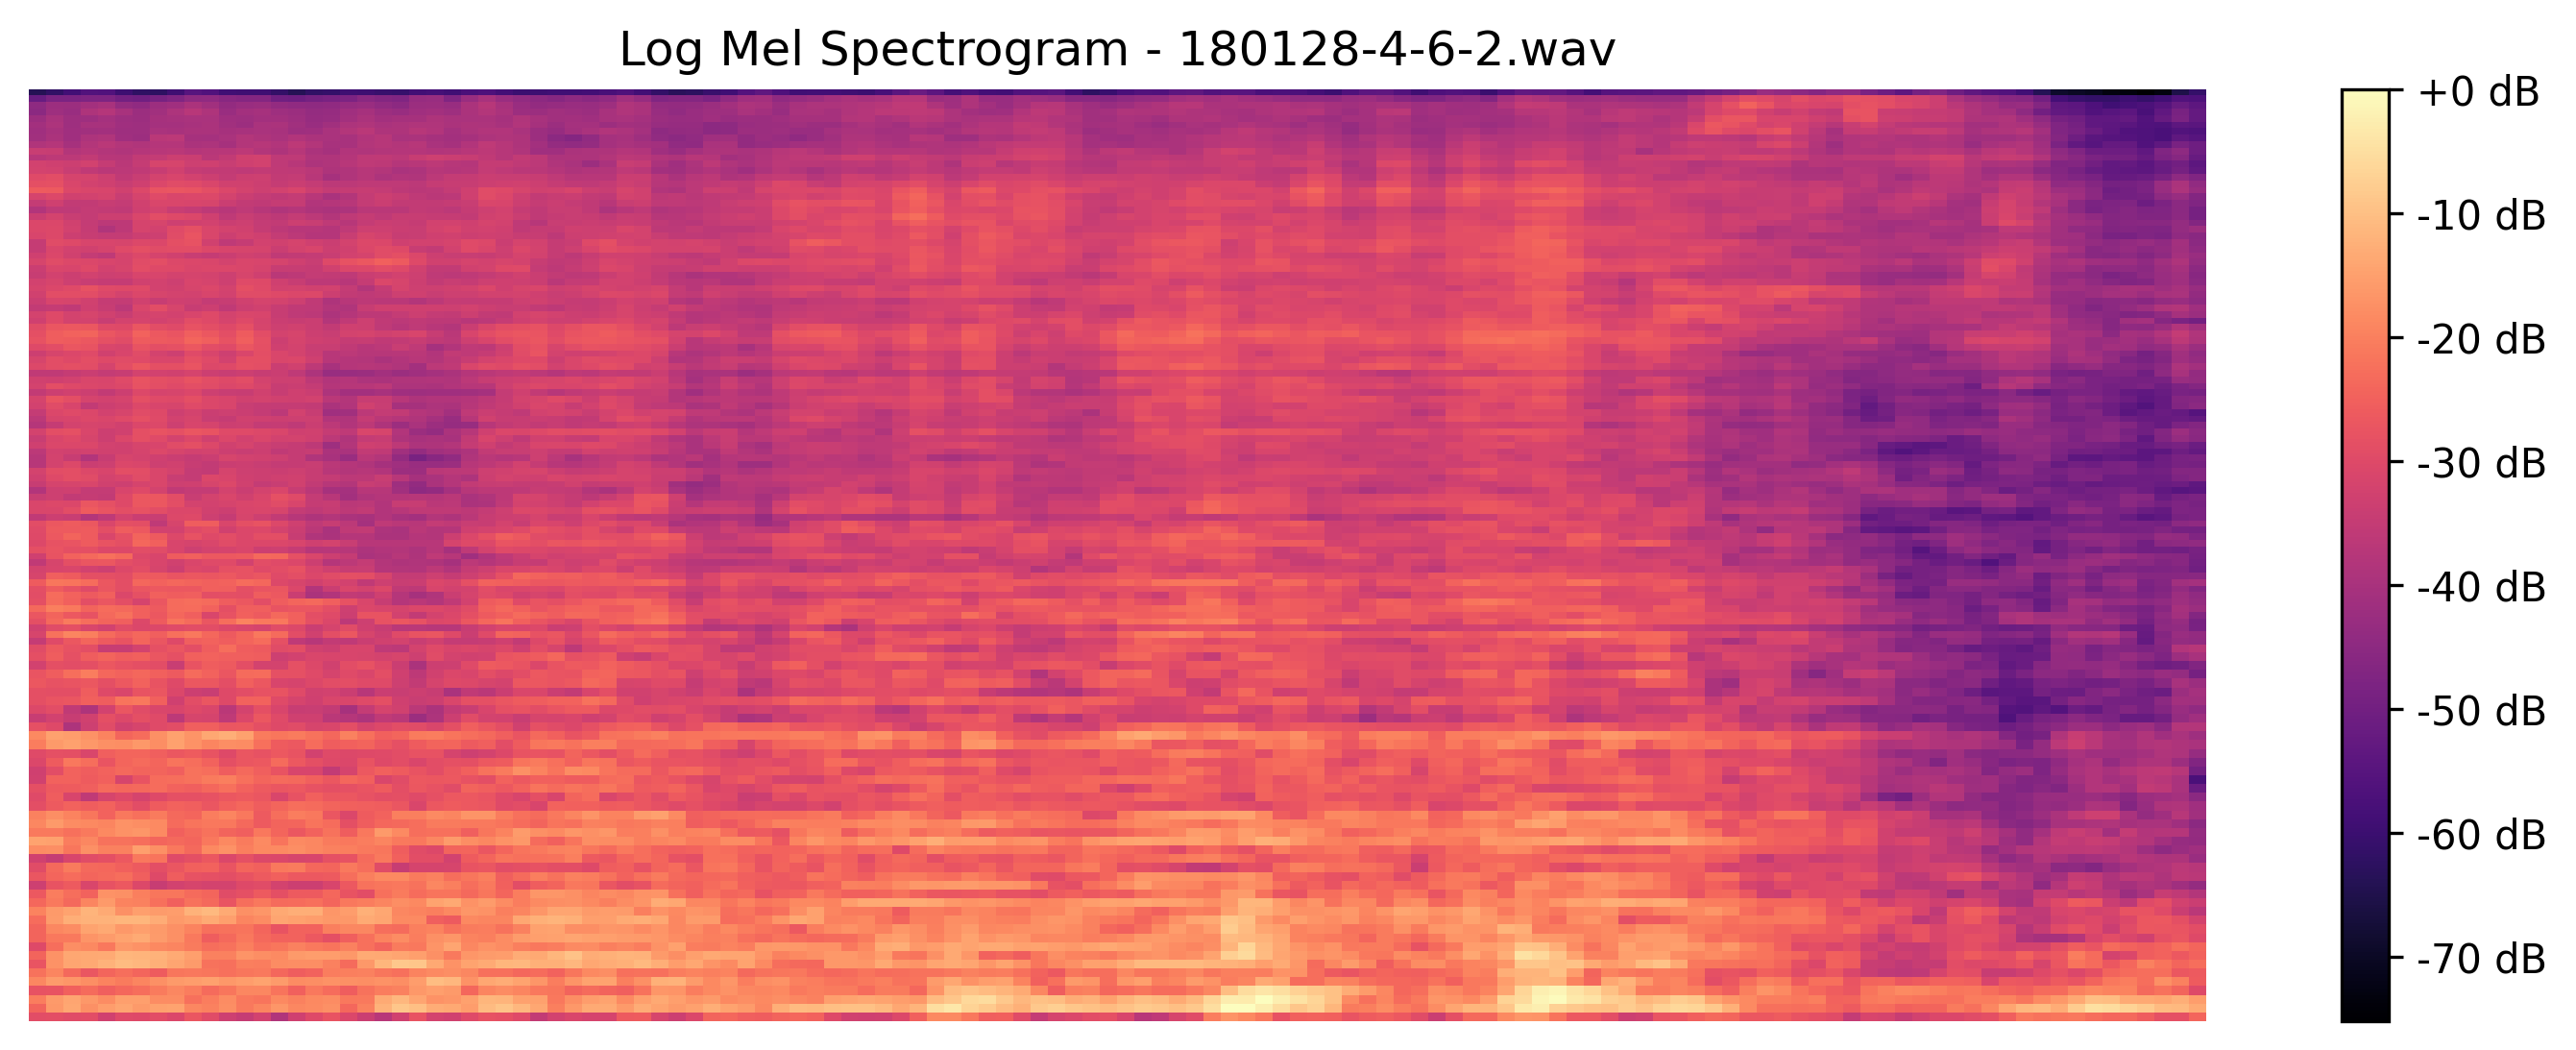 Log Mel Spectrogram - 180128-4-6-2.wav
+0 dB
-10 dB
-20 dB
-30 dB
-40 dB
-50 dB
-60 dB
-70 dB